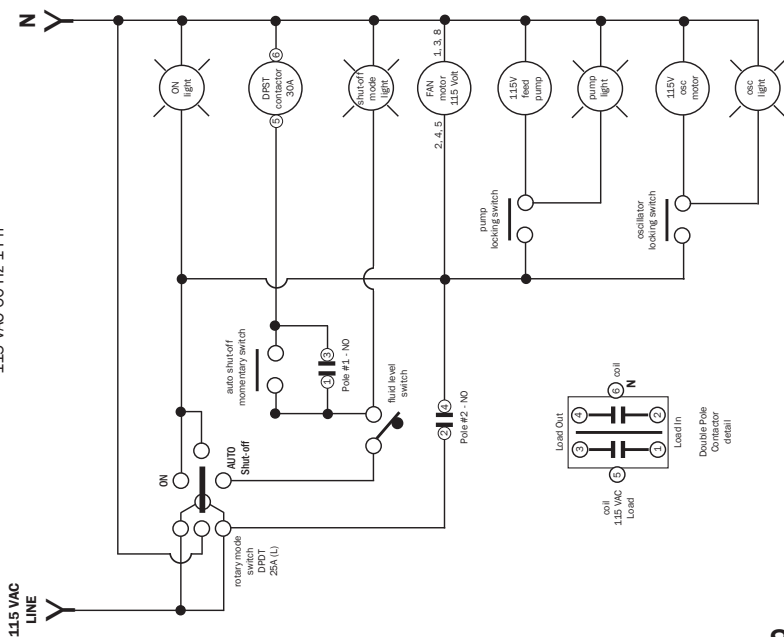 N
115 VAC
LINE
ON
light
DPST
contactor
30A
5
6
shut-off
mode
light
FAN
motor
115 Volt
2, 4, 5
1, 3, 8
115V
feed
pump
pump
light
115V
osc
motor
osc
light
pump
locking switch
oscillator
locking switch
auto shut-off
momentary switch
1
3
Pole #1 - NO
fluid level
switch
2
4
Pole #2 - NO
ON
AUTO
Shut-off
rotary mode
switch
DPDT
25A (L)
Load Out
3
4
1
2
Load In
5
coil
115 VAC
Load
6
coil
N
Double Pole
Contactor
detail